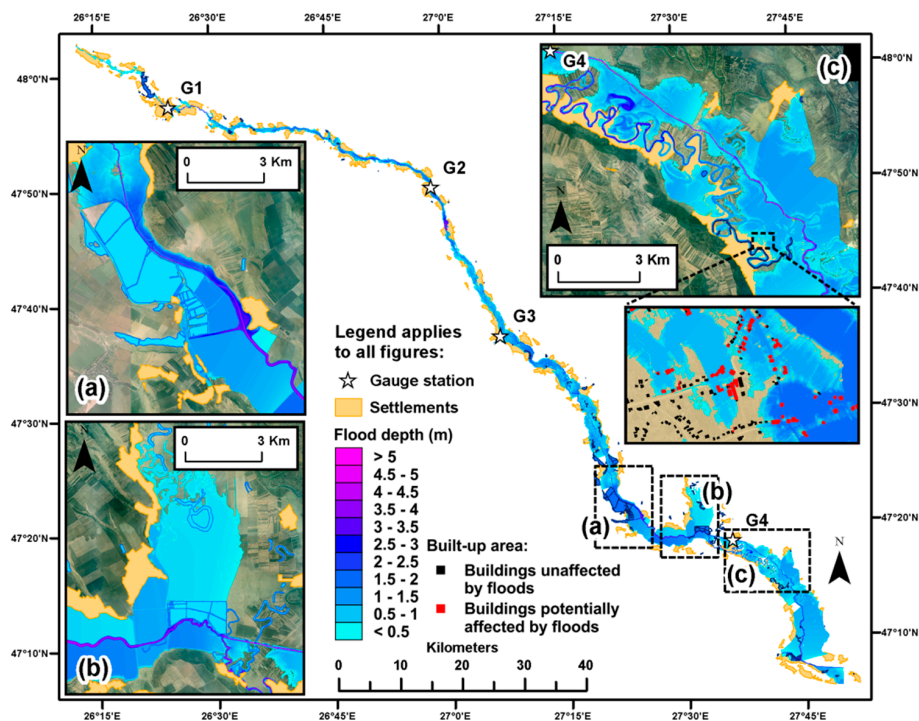 26°15'E 26°30'E 26°45'E 27°0'E 27°15'E 27°30'E 27°45'E
48°0'N
47°50'N
47°40'N
47°30'N
47°20'N
47°10'N
48°0'N
47°50'N
47°40'N
47°30'N
47°20'N
47°10'N
G1
G2
G3
G4
(a)
(b)
(c)
N
N
0 3 Km
(a)
N
0 3 Km
(b)
G4
(c)
N
0 3 Km
Legend applies
to all figures:
Gauge station
Settlements
Flood depth (m)
> 5
4.5 - 5
4 - 4.5
3.5 - 4
3 - 3.5
2.5 - 3
2 - 2.5
1.5 - 2
1 - 1.5
0.5 - 1
< 0.5
Built-up area:
Buildings unaffected
by floods
Buildings potentially
affected by floods
Kilometers
0 10 20 30 40
26°15'E 26°30'E 26°45'E 27°0'E 27°15'E 27°30'E 27°45'E